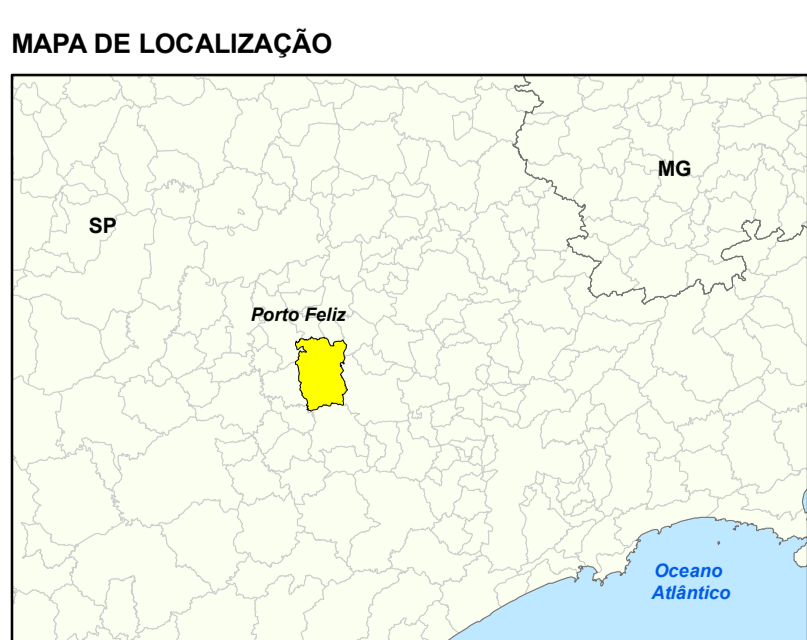 MAPA DE LOCALIZAÇÃO
MG
SP
Porto Feliz
Oceano
Atlântico